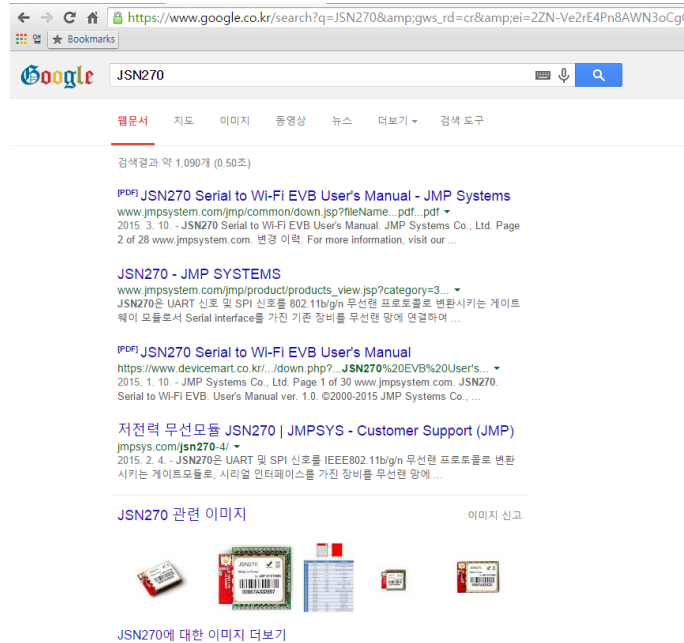 https://www.google.co.kr/search?q=JSN270&amp;gws_rd=cr&amp;ei=2ZN-Ve2rE4Pn8AWN3oCg
앱 Bookmarks
Google JSN270
웹문서 지도 이미지 동영상 뉴스 더보기 검색 도구
검색결과 약 1,090개 (0.50초)
[PDF] JSN270 Serial to Wi-Fi EVB User's Manual - JMP Systems
www.jmpsystem.com/jmp/common/down.jsp?fileName...pdf...pdf
2015. 3. 10. - JSN270 Serial to Wi-Fi EVB User's Manual. JMP Systems Co., Ltd. Page
2 of 28 www.jmpsystem.com. 변경 이력. For more information, visit our ...
JSN270 - JMP SYSTEMS
www.jmpsystem.com/jmp/product/products_view.jsp?category=3...
JSN270은 UART 신호 및 SPI 신호를 802.11b/g/n 무선랜 프로토콜로 변환시키는 게이트
웨이 모듈로서 Serial interface를 가진 기존 장비를 무선랜 망에 연결하여 ...
[PDF] JSN270 Serial to Wi-Fi EVB User's Manual
https://www.devicemart.co.kr/.../down.php?...JSN270%20EVB%20User's...
2015. 1. 10. - JMP Systems Co., Ltd. Page 1 of 30 www.jmpsystem.com. JSN270.
Serial to Wi-Fi EVB. User's Manual ver. 1.0. ©2000-2015 JMP Systems Co., ...
저전력 무선모듈 JSN270 | JMPSYS - Customer Support (JMP)
jmpsys.com/jsn270-4/
2015. 2. 4. - JSN270은 UART 및 SPI 신호를 IEEE802.11b/g/n 무선랜 프로토콜로 변환
시키는 게이트모듈로, 시리얼 인터페이스를 가진 장비를 무선랜 망에 ...
JSN270 관련 이미지 이미지 신고
JSN270
JSN270에 대한 이미지 더보기